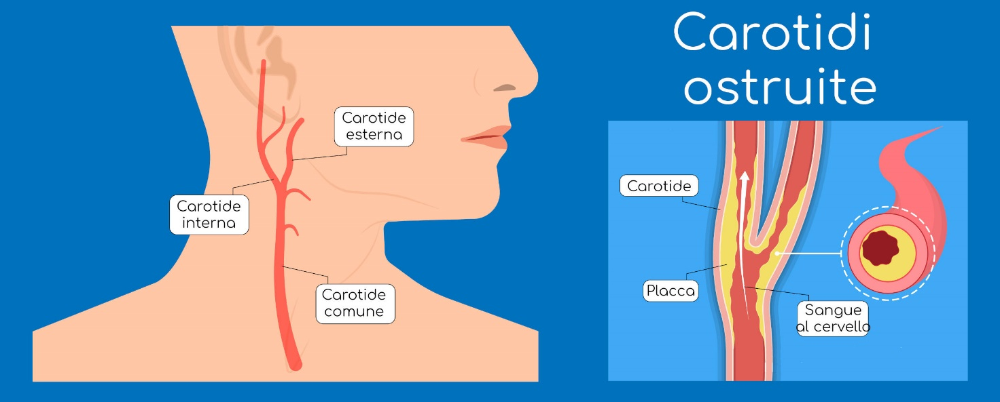 Carotidi
ostruite
Carotide
esterna
Carotide
interna
Carotide
comune
Carotide
Placca
Sangue
al cervello